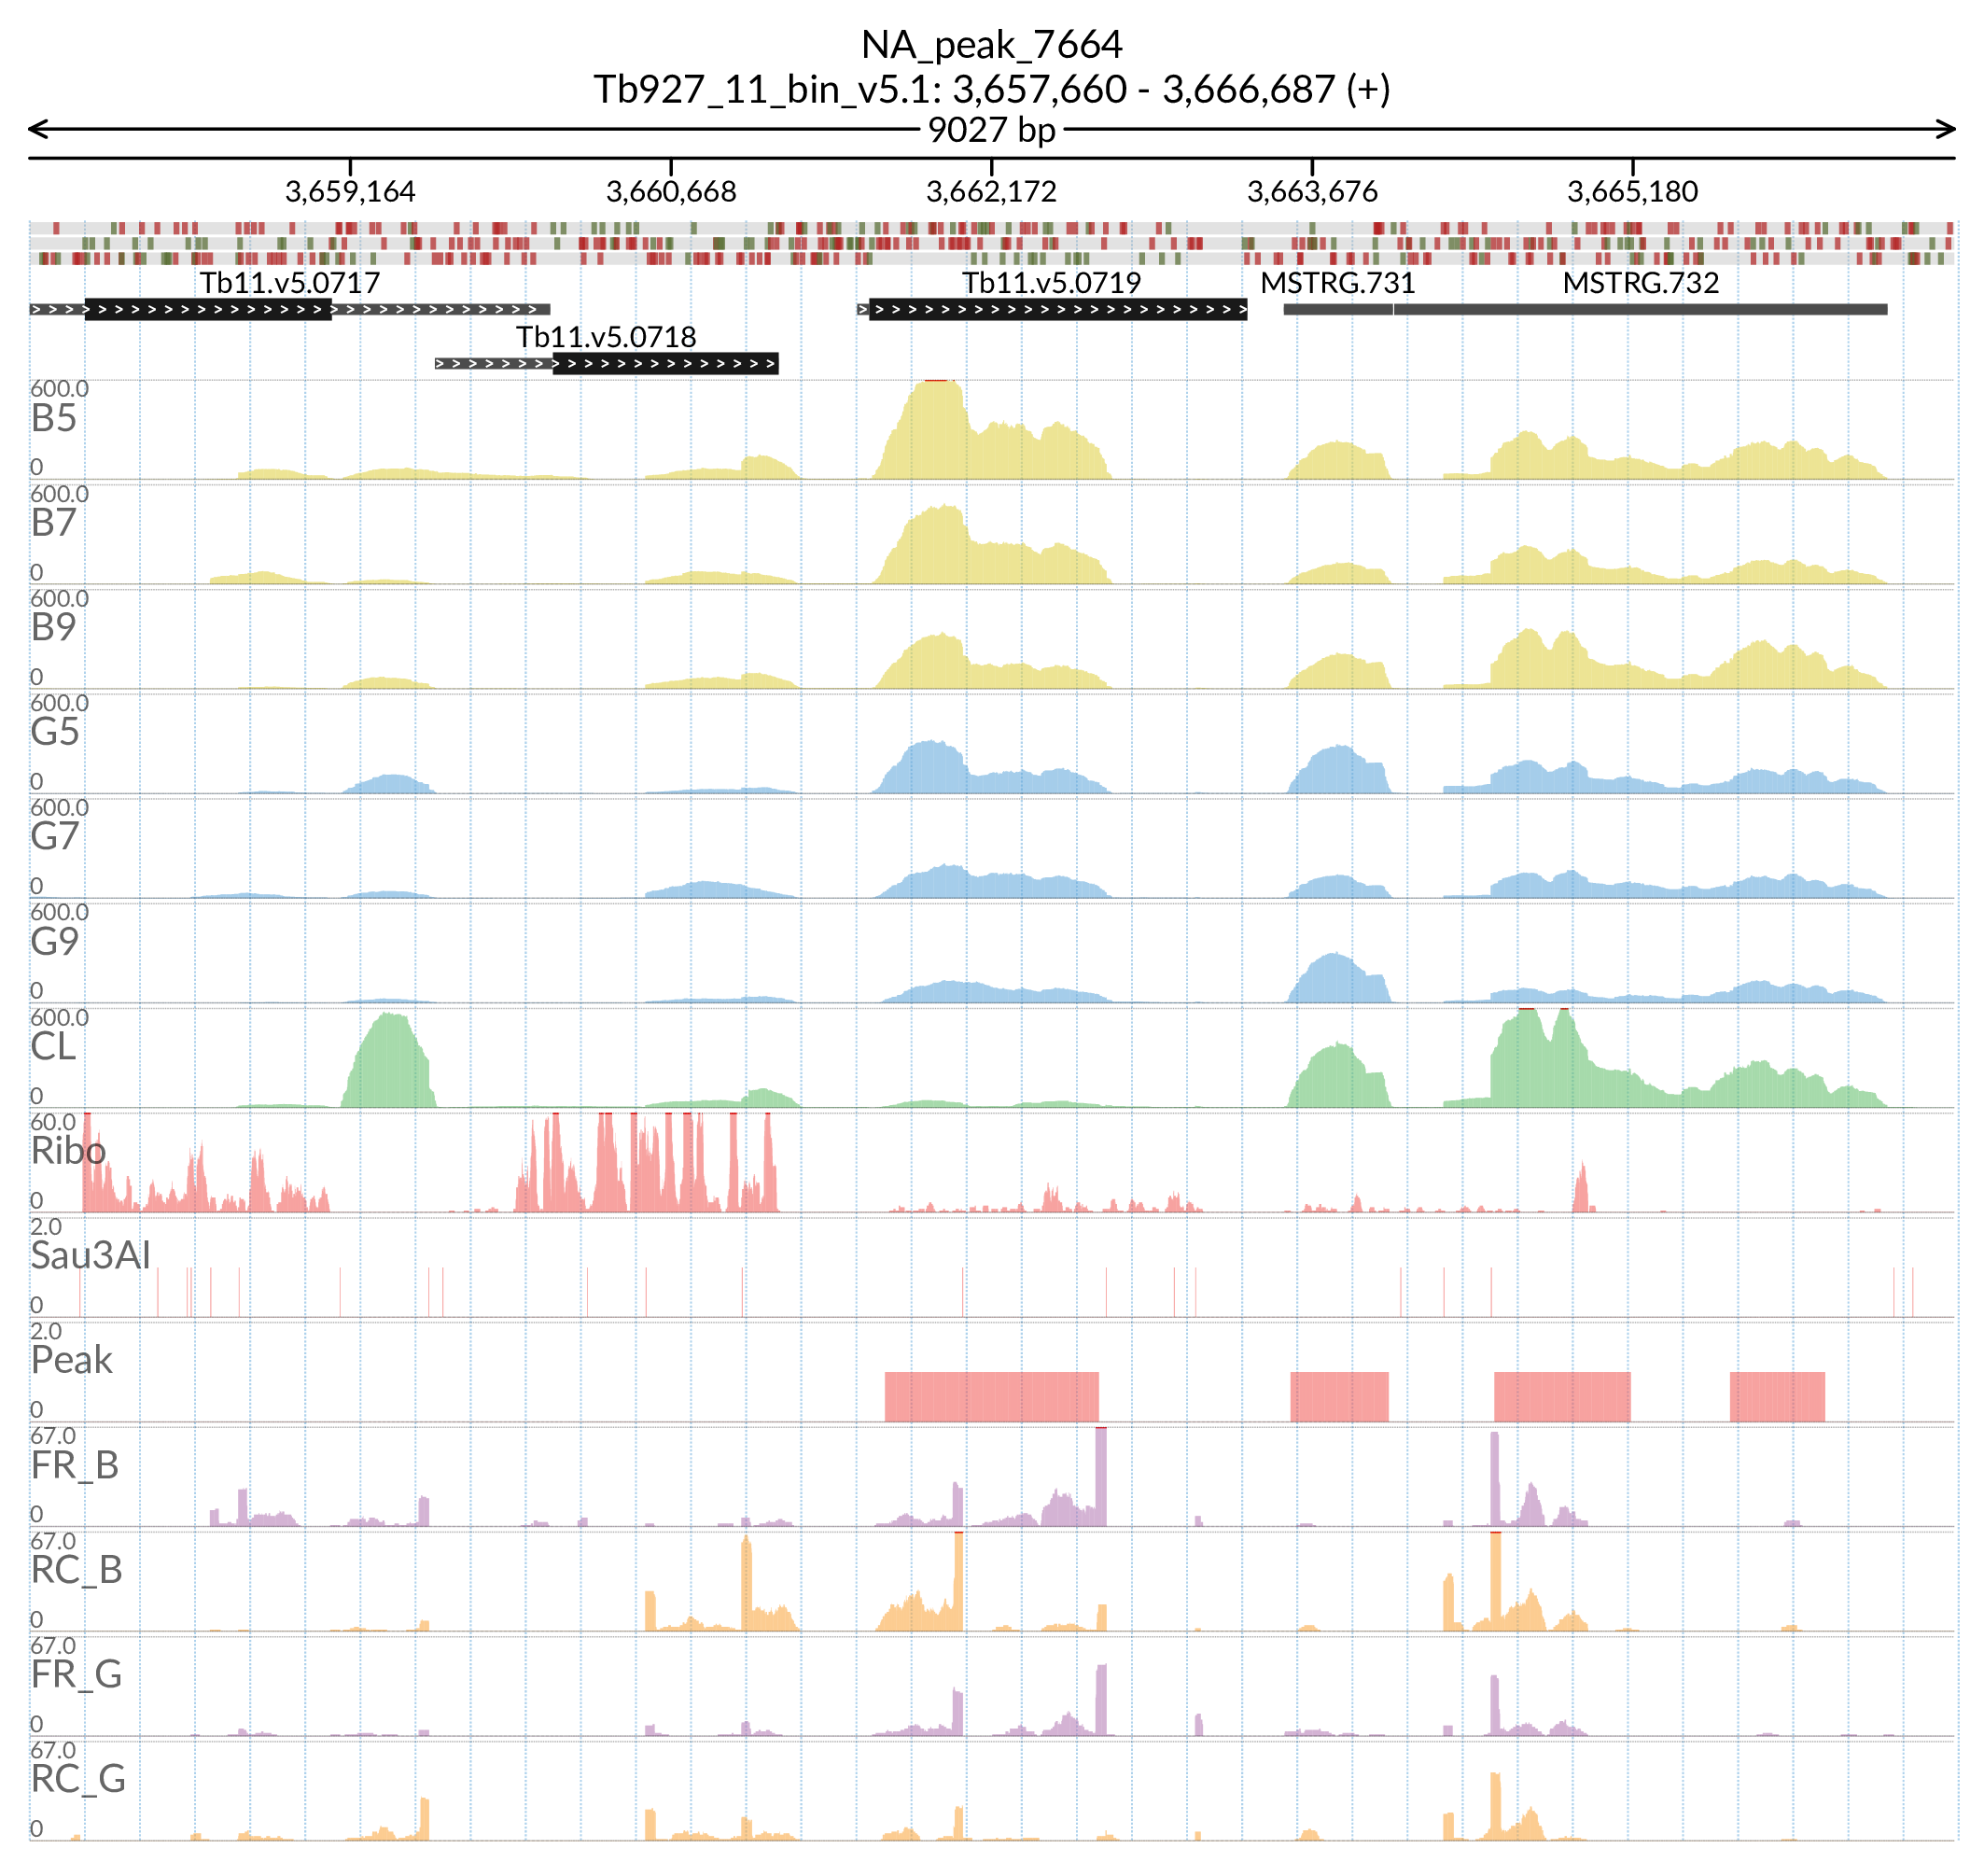 NA_peak_7664
Tb927_11_bin_v5.1: 3,657,660 - 3,666,687 (+)
9027 bp
3,659,164 3,660,668 3,662,172 3,663,676 3,665,180
Tb11.v5.0717 Tb11.v5.0719 MSTRG.731 MSTRG.732
Tb11.v5.0718
600.0
B5
0
600.0
B7
0
600.0
B9
0
600.0
G5
0
600.0
G7
0
600.0
G9
0
600.0
CL
0
60.0
Ribo
0
2.0
Sau3AI
0
2.0
Peak
0
67.0
FR_B
0
67.0
RC_B
0
67.0
FR_G
0
67.0
RC_G
0